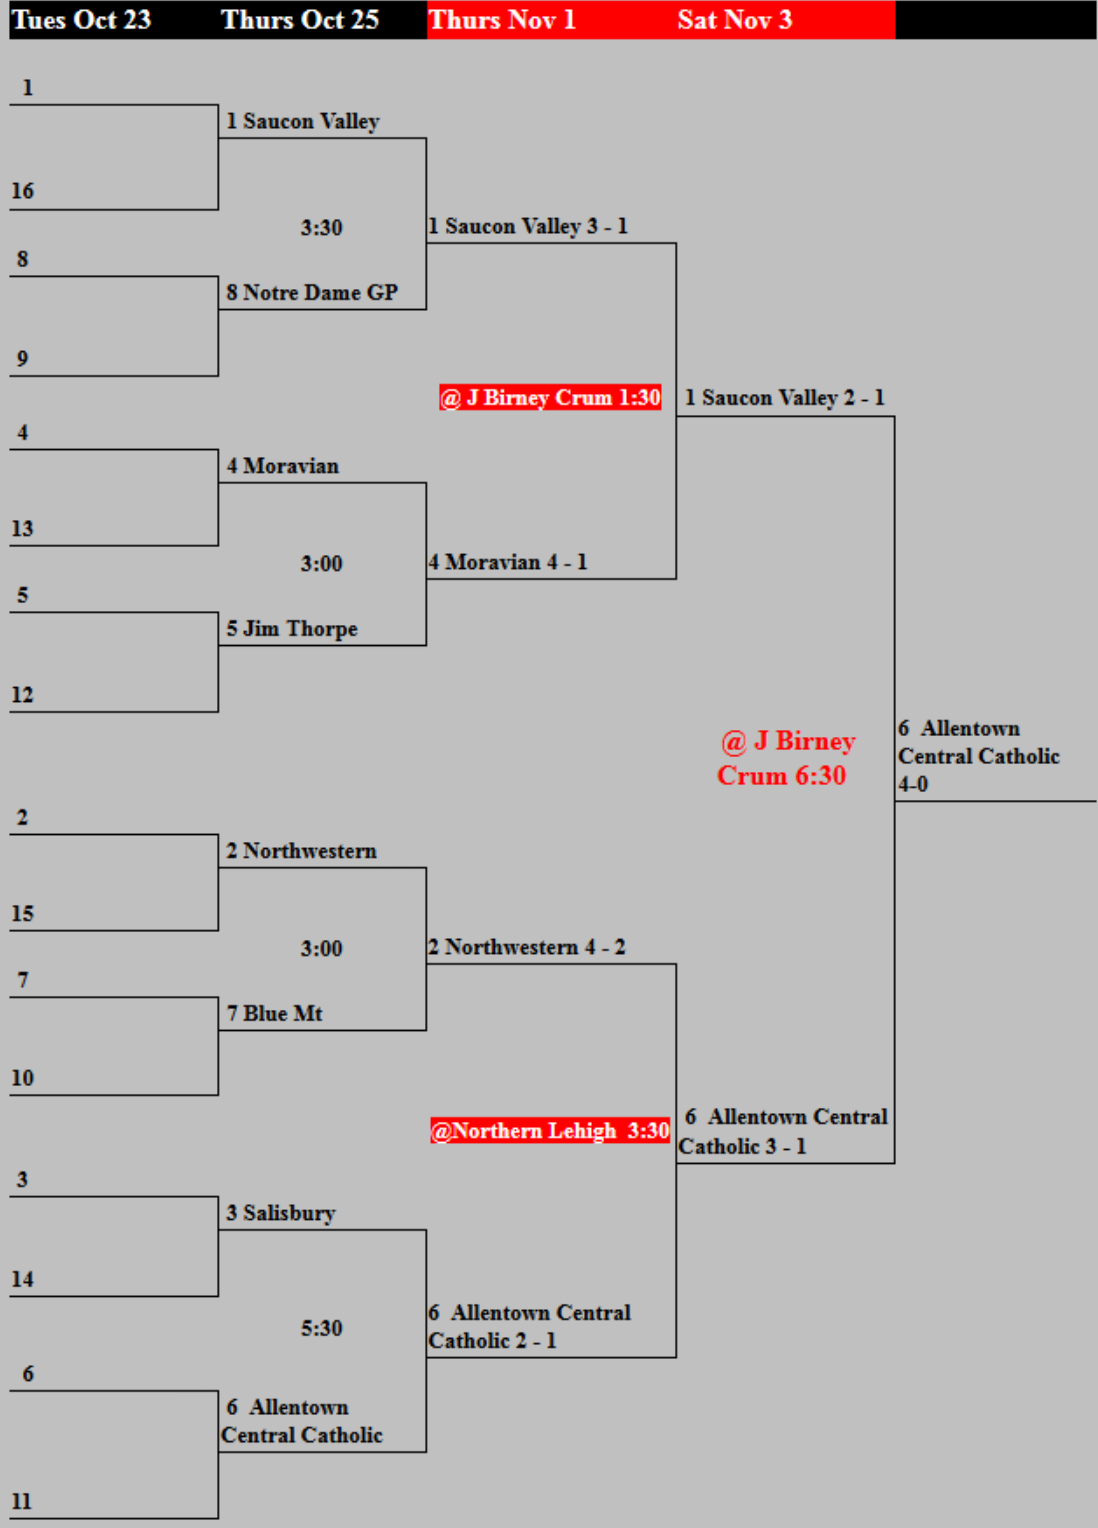 Tues Oct 23 Thurs Oct 25 Thurs Nov 1 Sat Nov 3
1
1 Saucon Valley
16
3:30
1 Saucon Valley 3 - 1
8
8 Notre Dame GP
9
@ J Birney Crum 1:30
1 Saucon Valley 2 - 1
4
4 Moravian
13
3:00
4 Moravian 4 - 1
5
5 Jim Thorpe
12
@ J Birney
Crum 6:30
6 Allentown
Central Catholic
4-0
2
2 Northwestern
15
3:00
2 Northwestern 4 - 2
7
7 Blue Mt
10
@Northern Lehigh 3:30
6 Allentown Central
Catholic 3 - 1
3
3 Salisbury
14
5:30
6 Allentown Central
Catholic 2 - 1
6
6 Allentown
Central Catholic
11